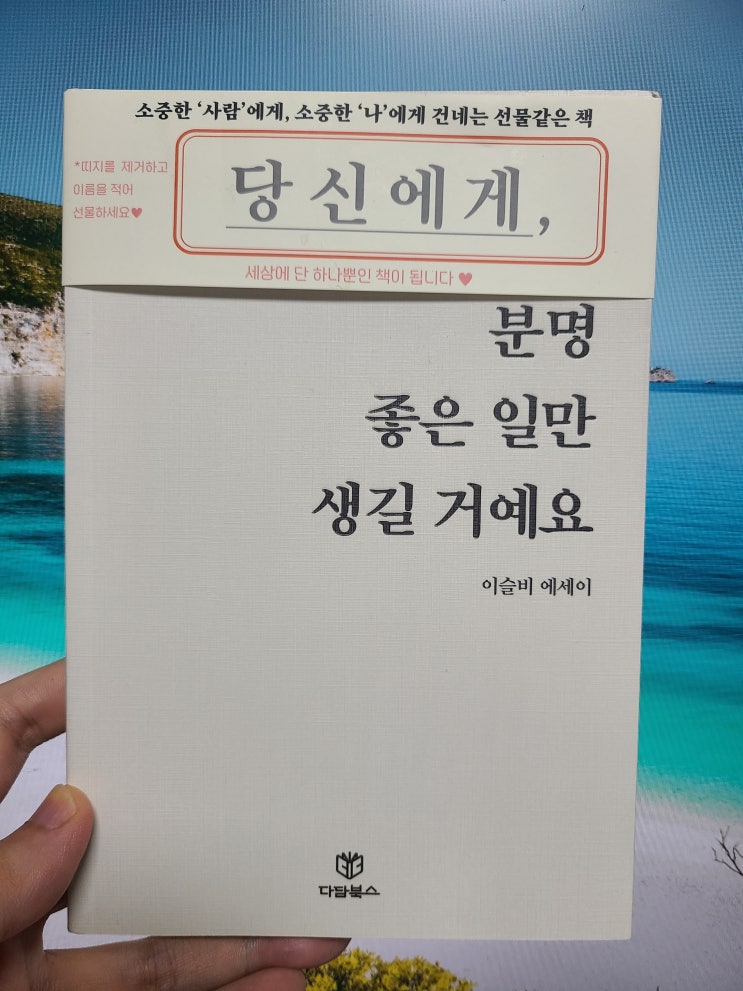 소중한 ‘사람’에게, 소중한 ‘나’에게 건네는 선물같은 책
*띠지를 제거하고
이름을 적어
선물하세요♥
당신에게,
세상에 단 하나뿐인 책이 됩니다 ♥
분명
좋은 일만
생길 거예요
이슬비 에세이
다담북스